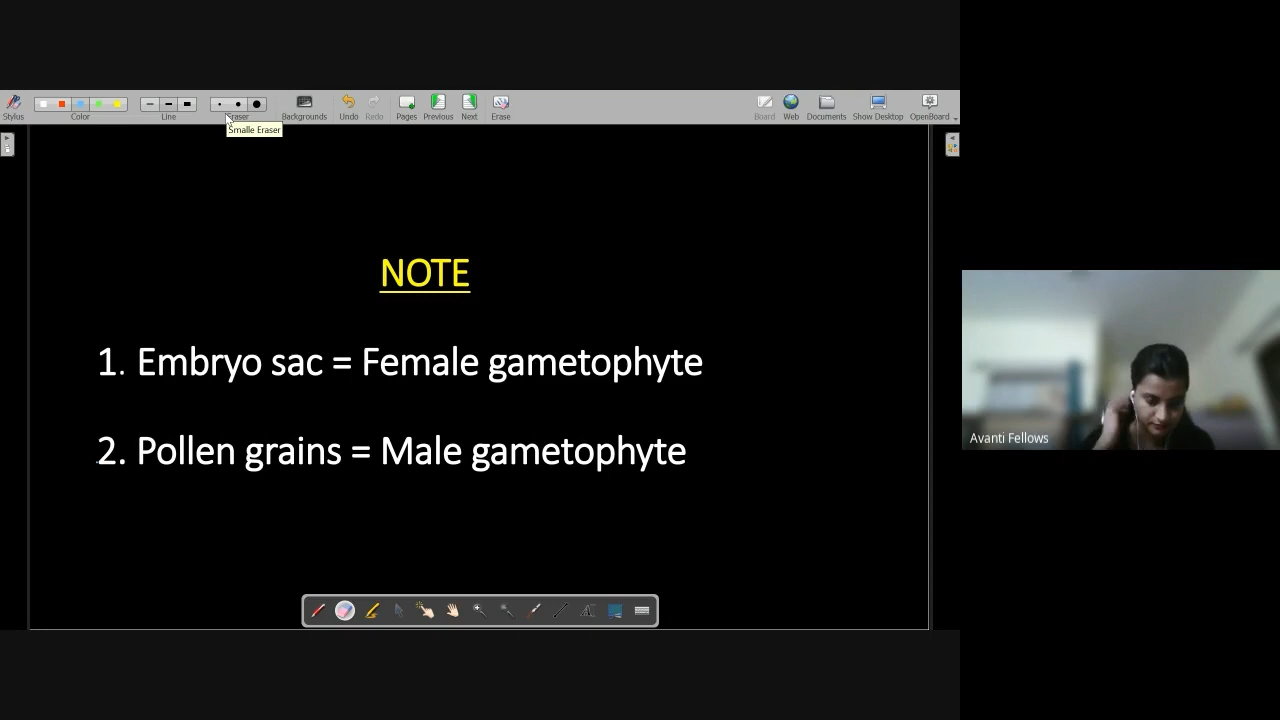 Stylus
Color
Line
Eraser
Backgrounds
Undo
Redo
Pages
Previous
Next
Erase
Board
Web
Documents
Show Desktop
OpenBoard
Smalle Eraser
NOTE
1. Embryo sac = Female gametophyte
2. Pollen grains = Male gametophyte
Avanti Fellows